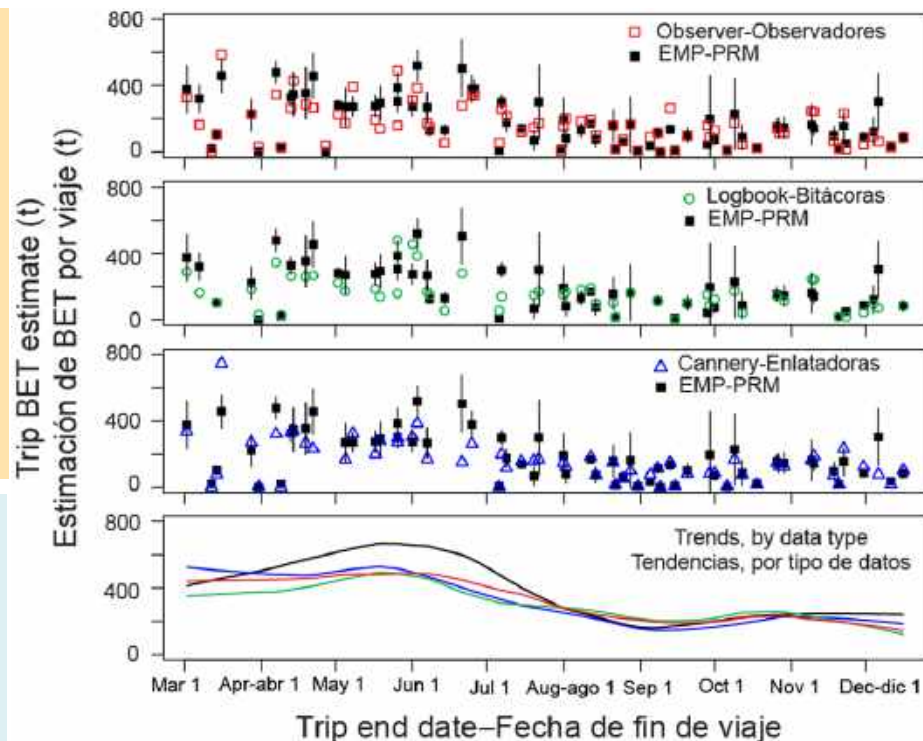 Trip BET estimate (t)
Estimación de BET por viaje (t)
800
400
0
Observer-Observadores
EMP-PRM
800
400
0
Logbook-Bitácoras
EMP-PRM
800
400
0
Cannery-Enlatadoras
EMP-PRM
800
400
0
Trends, by data type
Tendencias, por tipo de datos
Mar 1 Apr-abr 1 May 1 Jun 1 Jul 1 Aug-ago 1 Sep 1 Oct 1 Nov 1 Dec-dic 1
Trip end date–Fecha de fin de viaje